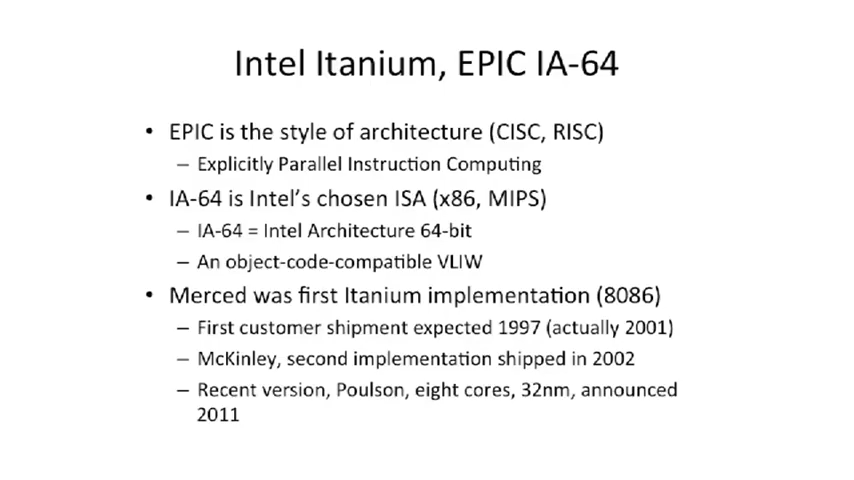 Intel Itanium, EPIC IA-64
• EPIC is the style of architecture (CISC, RISC)
– Explicitly Parallel Instruction Computing
• IA-64 is Intel's chosen ISA (x86, MIPS)
– IA-64 = Intel Architecture 64-bit
– An object-code-compatible VLIW
• Merced was first Itanium implementation (8086)
– First customer shipment expected 1997 (actually 2001)
– McKinley, second implementation shipped in 2002
– Recent version, Poulson, eight cores, 32nm, announced
2011